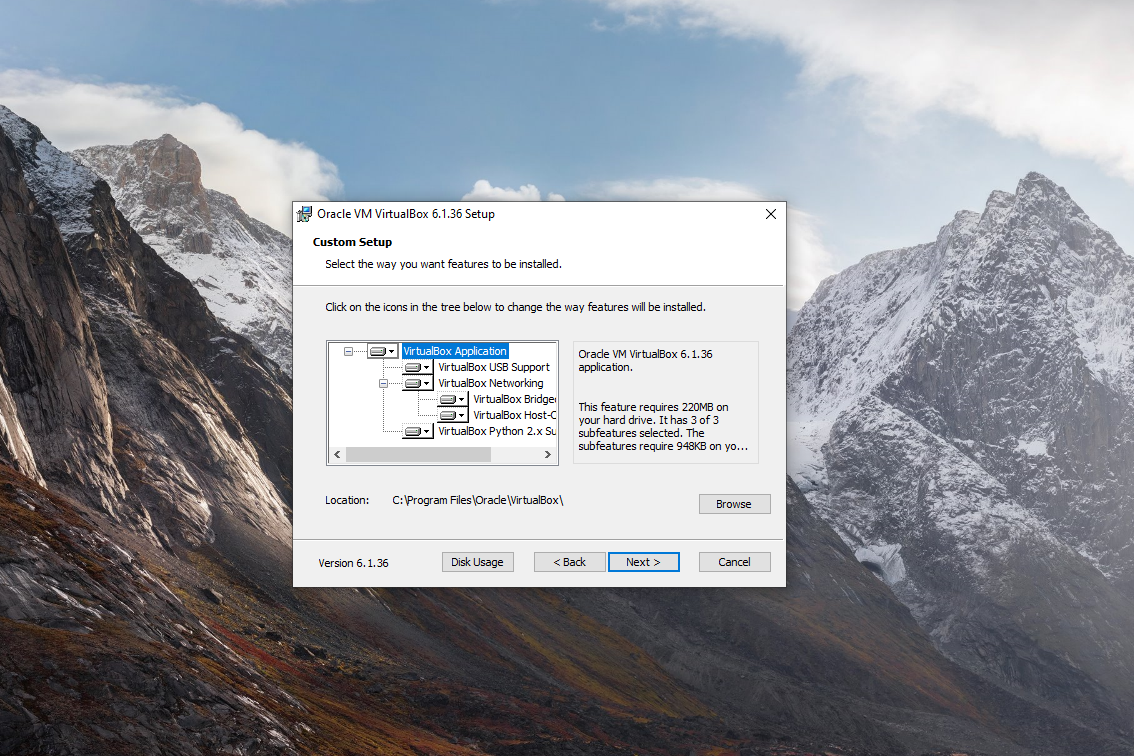 Oracle VM VirtualBox 6.1.36 Setup
Custom Setup
Select the way you want features to be installed.
Click on the icons in the tree below to change the way features will be installed.
VirtualBox Application
VirtualBox USB Support
VirtualBox Networking
VirtualBox Bridge
VirtualBox Host-
VirtualBox Python 2.x Su
Oracle VM VirtualBox 6.1.36
application.
This feature requires 220MB on
your hard drive. It has 3 of 3
subfeatures selected. The
subfeatures require 948KB on yo...
Location:
C:\Program Files\Oracle\VirtualBox\
Browse
Version 6.1.36
Disk Usage
< Back
Next >
Cancel